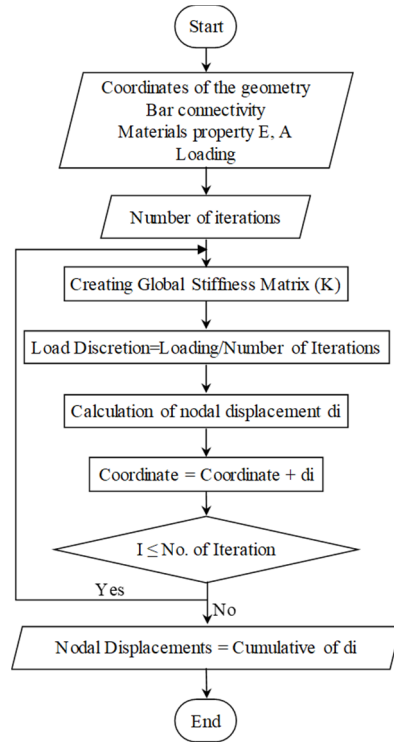 Start
Coordinates of the geometry
Bar connectivity
Materials property E, A
Loading
Number of iterations
Creating Global Stiffness Matrix (K)
Load Discretion=Loading/Number of Iterations
Calculation of nodal displacement di
Coordinate = Coordinate + di
I ≤ No. of Iteration
Yes
No
Nodal Displacements = Cumulative of di
End